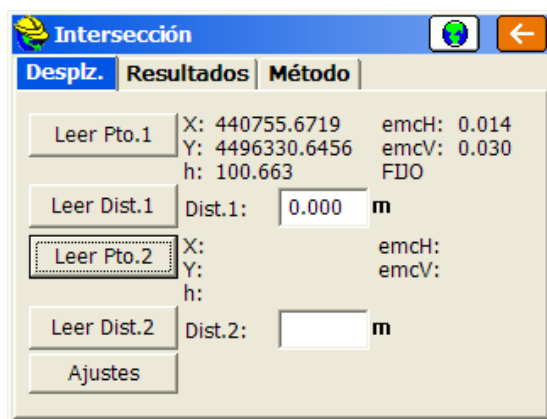 Intersección
Desplz. Resultados Método
Leer Pto.1 X: 440755.6719 emcH: 0.014
Y: 4496330.6456 emcV: 0.030
h: 100.663 FIJO
Leer Dist.1 Dist.1: 0.000 m
Leer Pto.2 X: emcH:
Y: emcV:
h:
Leer Dist.2 Dist.2: m
Ajustes